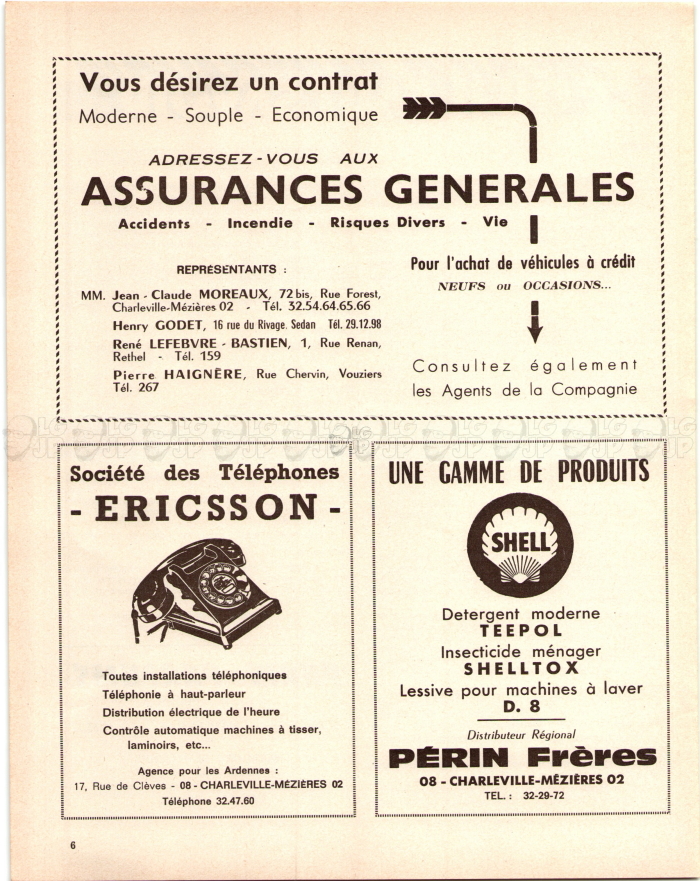 Vous désirez un contrat
Moderne - Souple - Economique
ADRESSEZ-VOUS AUX
ASSURANCES GENERALES
Accidents - Incendie - Risques Divers - Vie
REPRÉSENTANTS :
MM. Jean-Claude MOREAUX, 72 bis, Rue Forest,
Charleville-Mézières 02 - Tél. 32.54.64.65.66
Henry GODET, 16 rue du Rivage. Sedan Tél. 29.12.98
René LEFEBVRE - BASTIEN, 1, Rue Renan,
Rethel - Tél. 159
Pierre HAIGNÈRE, Rue Chervin, Vouziers
Tél. 267
Pour l'achat de véhicules à crédit
NEUFS ou OCCASIONS...
Consultez également
les Agents de la Compagnie
Société des Téléphones
- ERICSSON -
Toutes installations téléphoniques
Téléphonie à haut-parleur
Distribution électrique de l'heure
Contrôle automatique machines à tisser,
laminoirs, etc...
Agence pour les Ardennes :
17, Rue de Clèves - 08 - CHARLEVILLE-MÉZIÈRES 02
Téléphone 32.47.60
UNE GAMME DE PRODUITS
SHELL
Detergent moderne
TEEPOL
Insecticide ménager
SHELLTOX
Lessive pour machines à laver
D. 8
Distributeur Régional
PÉRIN Frères
08 - CHARLEVILLE-MÉZIÈRES 02
TEL. : 32-29-72
6